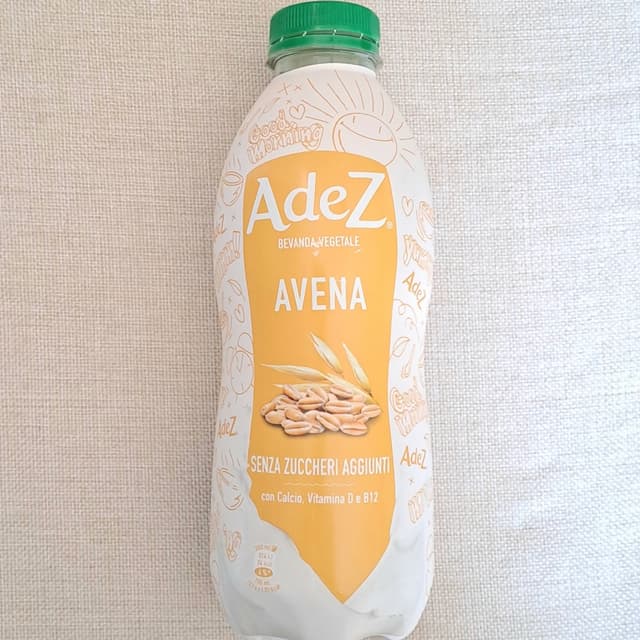 Good
Morning
AdeZ®
BEVANDA VEGETALE
AVENA
SENZA ZUCCHERI AGGIUNTI
con Calcio, Vitamina D e B12
AdeZ
AdeZ
AdeZ
Good